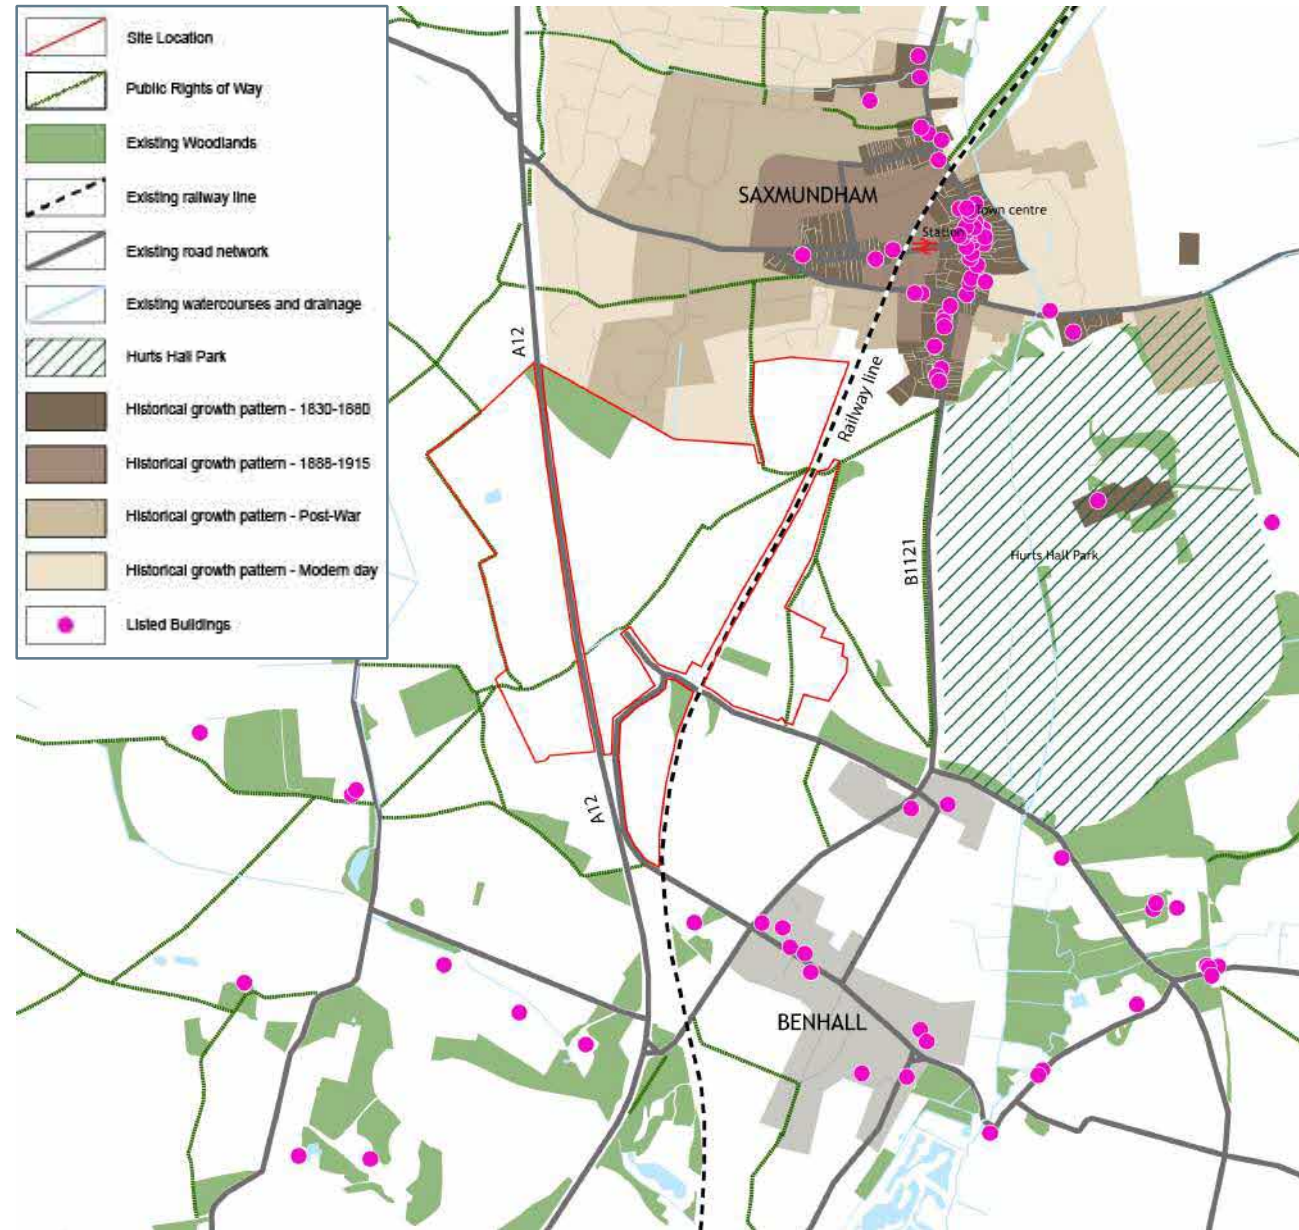 Site Location
Public Rights of Way
Existing Woodlands
Existing railway line
Existing road network
Existing watercourses and drainage
Hurts Hall Park
Historical growth pattern - 1830-1880
Historical growth pattern - 1888-1915
Historical growth pattern - Post-War
Historical growth pattern - Modern day
Listed Buildings
SAXMUNDHAM
Town centre
Station
A12
Railway line
B1121
Hurts Hall Park
A12
BENHALL